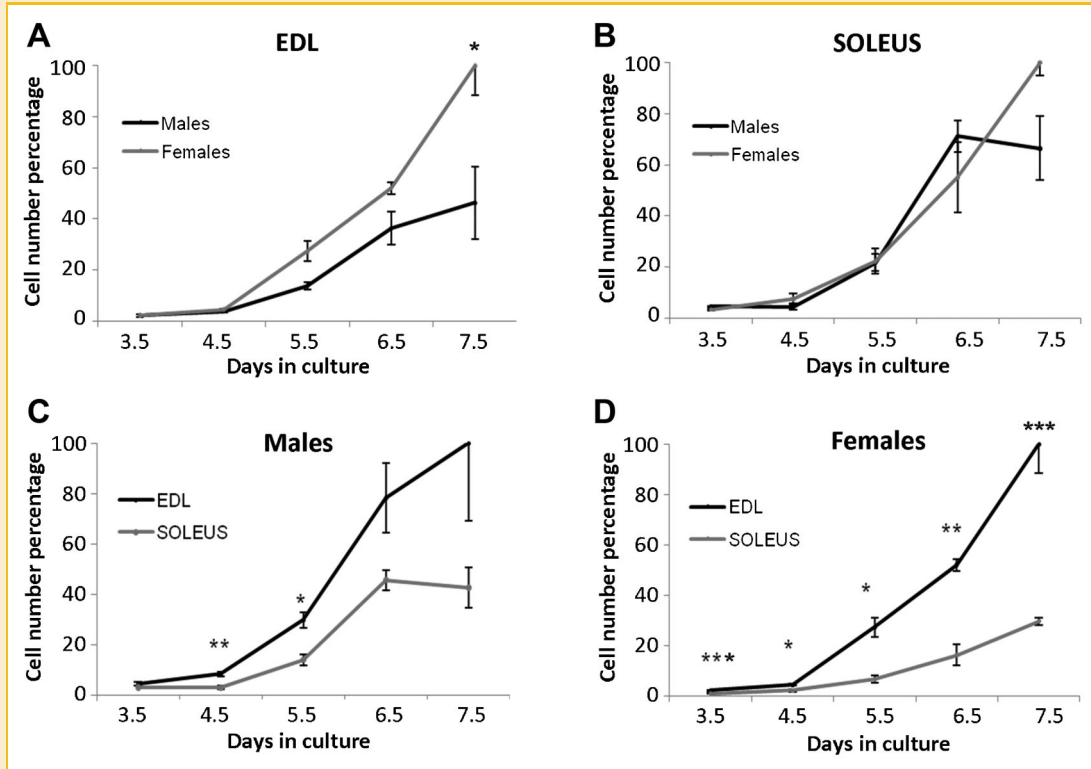 A
EDL
*
Cell number percentage
100
80
60
40
20
0
Males
Females
3.5 4.5 5.5 6.5 7.5
Days in culture
B
SOLEUS
Cell number percentage
100
80
60
40
20
0
Males
Females
3.5 4.5 5.5 6.5 7.5
Days in culture
C
Males
Cell number percentage
100
80
60
40
20
0
EDL
SOLEUS
** *
3.5 4.5 5.5 6.5 7.5
Days in culture
D
Females
Cell number percentage
100
80
60
40
20
0
EDL
SOLEUS
*** * * ** ***
3.5 4.5 5.5 6.5 7.5
Days in culture